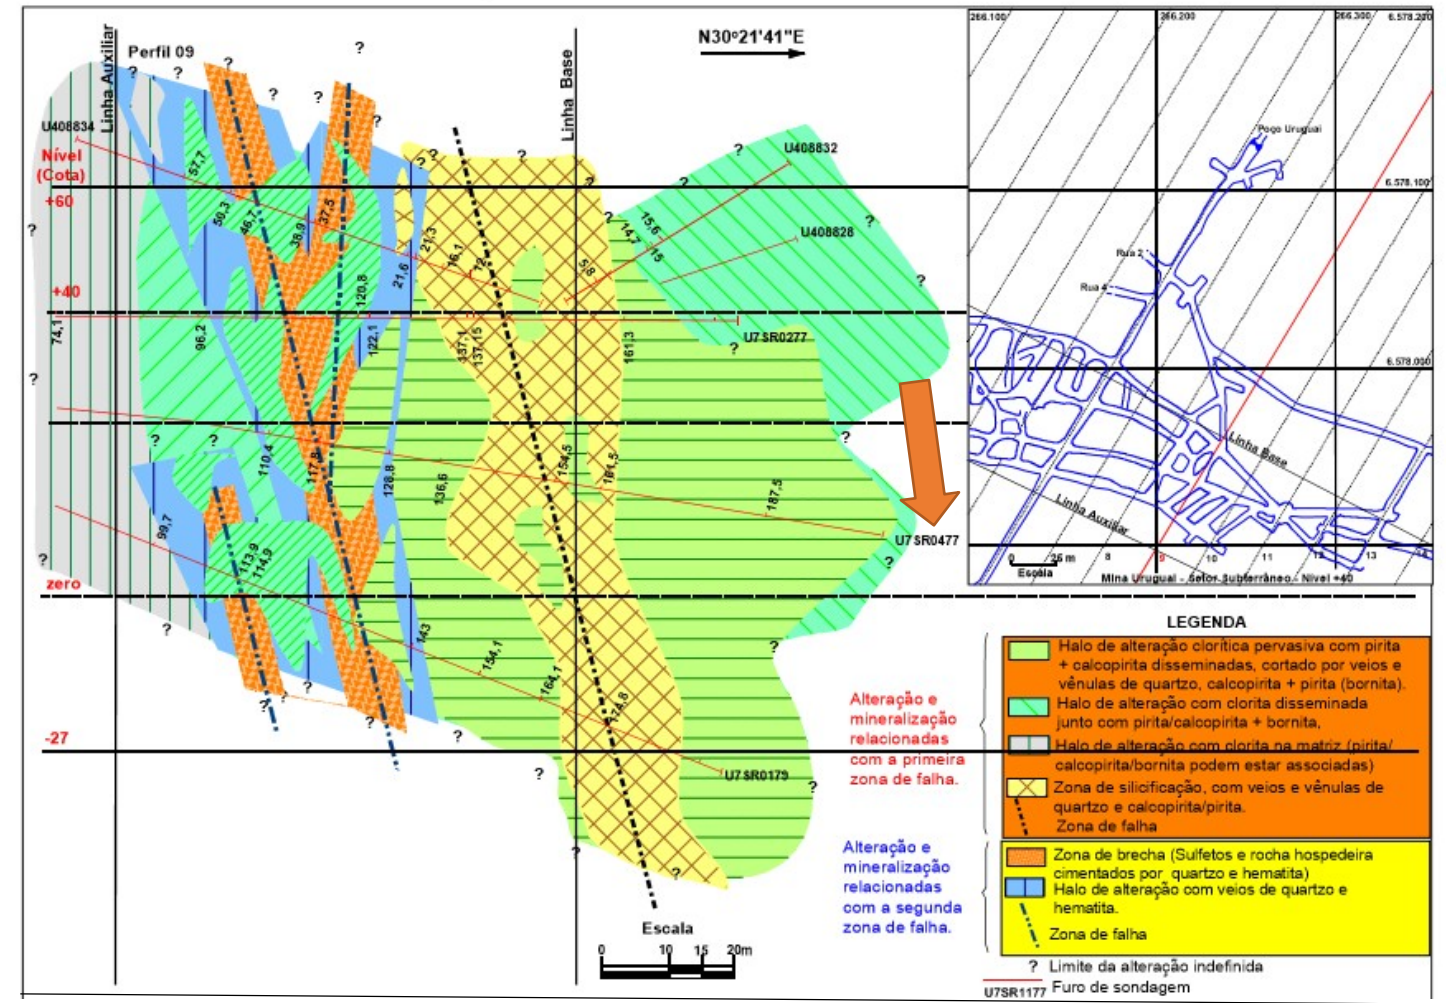 Linha Auxiliar
Perfil 09
Linha Base
N30°21'41"E
U408834
Nível
(Cota)
+60
+40
zero
-27
U408832
U408828
U7SR0277
U7SR0477
U7SR0179
57,7
50,3
46,7
38,9
37,5
21,3
21,6
16,1
12
5,8
15,6
14,7
15
74,1
96,2
120,8
122,1
137,1
137,15
161,3
110,4
117,8
128,8
136,6
154,5
161,5
187,5
99,7
113,9
114,9
143
154,1
164,1
174,8
Escala
0 10 15 20m
266.100
266.200
266.300
6.578.200
Poço Uruguai
6.578.100
Rua 2
Rua 4
6.578.000
Linha Base
Linha Auxiliar
0 25 m
Escala
8 9 10 11 12 13 14
Mina Uruguai - Setor Subterrâneo - Nível +40
LEGENDA
Alteração e
mineralização
relacionadas
com a primeira
zona de falha.
Halo de alteração clorítica pervasiva com pirita
+ calcopirita disseminadas, cortado por veios e
vênulas de quartzo, calcopirita + pirita (bornita).
Halo de alteração com clorita disseminada
junto com pirita/calcopirita + bornita,
Halo de alteração com clorita na matriz (pirita/
calcopirita/bornita podem estar associadas)
Zona de silicificação, com veios e vênulas de
quartzo e calcopirita/pirita.
Zona de falha
Alteração e
mineralização
relacionadas
com a segunda
zona de falha.
Zona de brecha (Sulfetos e rocha hospedeira
cimentados por quartzo e hematita)
Halo de alteração com veios de quartzo e
hematita.
Zona de falha
? Limite da alteração indefinida
U7SR1177 Furo de sondagem